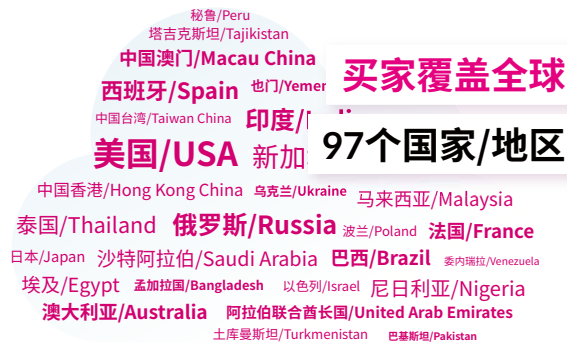 秘鲁/Peru
塔吉克斯坦/Tajikistan
中国澳门/Macau China
买家覆盖全球
西班牙/Spain 也门/Yemen
中国台湾/Taiwan China 印度/
美国/USA 新加
97个国家/地区
中国香港/Hong Kong China 乌克兰/Ukraine 马来西亚/Malaysia
泰国/Thailand 俄罗斯/Russia 波兰/Poland 法国/France
日本/Japan 沙特阿拉伯/Saudi Arabia 巴西/Brazil 委内瑞拉/Venezuela
埃及/Egypt 孟加拉国/Bangladesh 以色列/Israel 尼日利亚/Nigeria
澳大利亚/Australia 阿拉伯联合酋长国/United Arab Emirates
土库曼斯坦/Turkmenistan 巴基斯坦/Pakistan